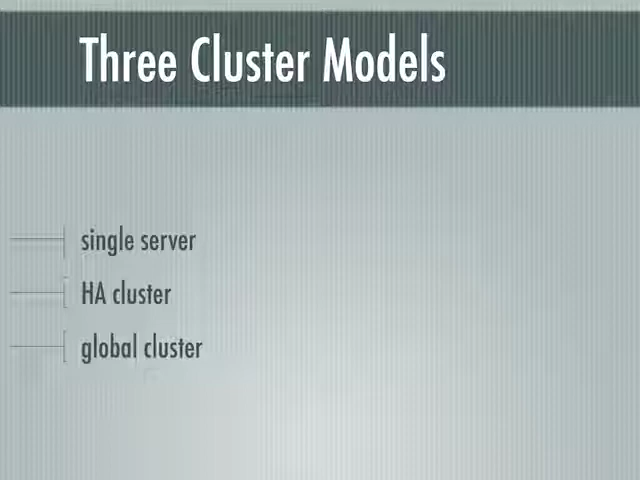 Three Cluster Models
single server
HA cluster
global cluster